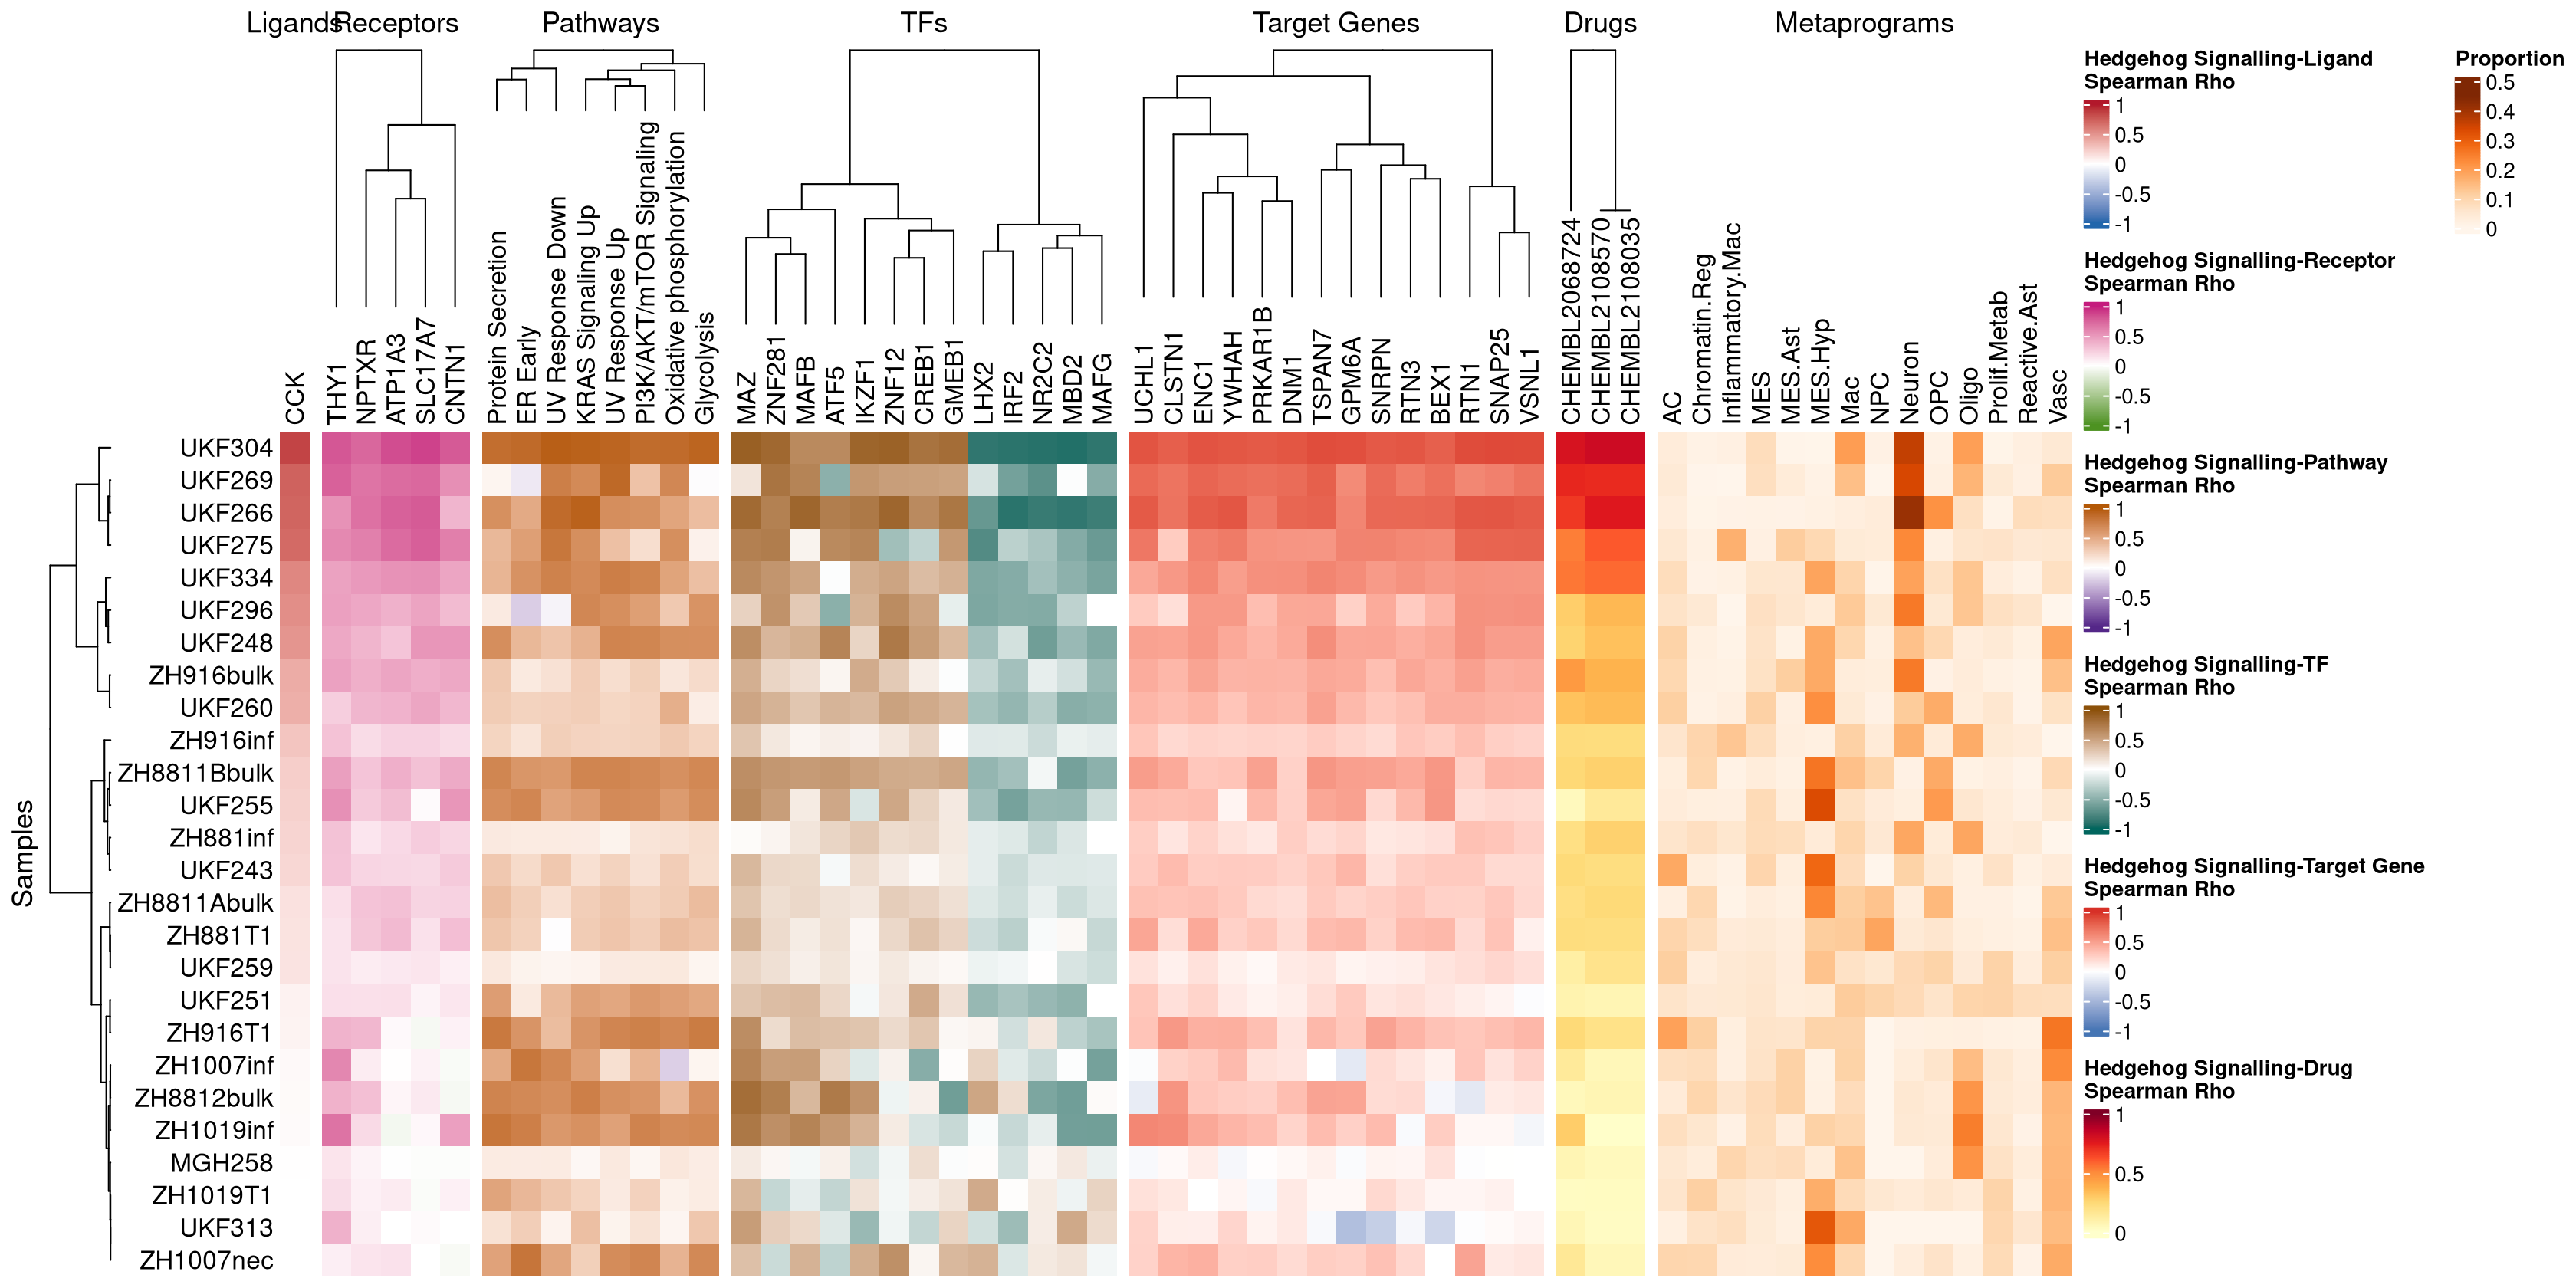 Ligands
Receptors
Pathways
TFs
Target Genes
Drugs
Metaprograms
CCK
THY1
NPTXR
ATP1A3
SLC17A7
CNTN1
Protein Secretion
ER Early
UV Response Down
KRAS Signaling Up
UV Response Up
PI3K/AKT/mTOR Signaling
Oxidative phosphorylation
Glycolysis
MAZ
ZNF281
MAFB
ATF5
IKZF1
ZNF12
CREB1
GMEB1
LHX2
IRF2
NR2C2
MBD2
MAFG
UCHL1
CLSTN1
ENC1
YWHAH
PRKAR1B
DNM1
TSPAN7
GPM6A
SNRPN
RTN3
BEX1
RTN1
SNAP25
VSNL1
CHEMBL2068724
CHEMBL2108570
CHEMBL2108035
AC
Chromatin.Reg
Inflammatory.Mac
MES
MES.Ast
MES.Hyp
Mac
NPC
Neuron
OPC
Oligo
Prolif.Metab
Reactive.Ast
Vasc
Samples
UKF304
UKF269
UKF266
UKF275
UKF334
UKF296
UKF248
ZH916bulk
UKF260
ZH916inf
ZH8811Bbulk
UKF255
ZH881inf
UKF243
ZH8811Abulk
ZH881T1
UKF259
UKF251
ZH916T1
ZH1007inf
ZH8812bulk
ZH1019inf
MGH258
ZH1019T1
UKF313
ZH1007nec
Hedgehog Signalling-Ligand
Spearman Rho
1
0.5
0
-0.5
-1
Hedgehog Signalling-Receptor
Spearman Rho
1
0.5
0
-0.5
-1
Hedgehog Signalling-Pathway
Spearman Rho
1
0.5
0
-0.5
-1
Hedgehog Signalling-TF
Spearman Rho
1
0.5
0
-0.5
-1
Hedgehog Signalling-Target Gene
Spearman Rho
1
0.5
0
-0.5
-1
Hedgehog Signalling-Drug
Spearman Rho
1
0.5
0
Proportion
0.5
0.4
0.3
0.2
0.1
0